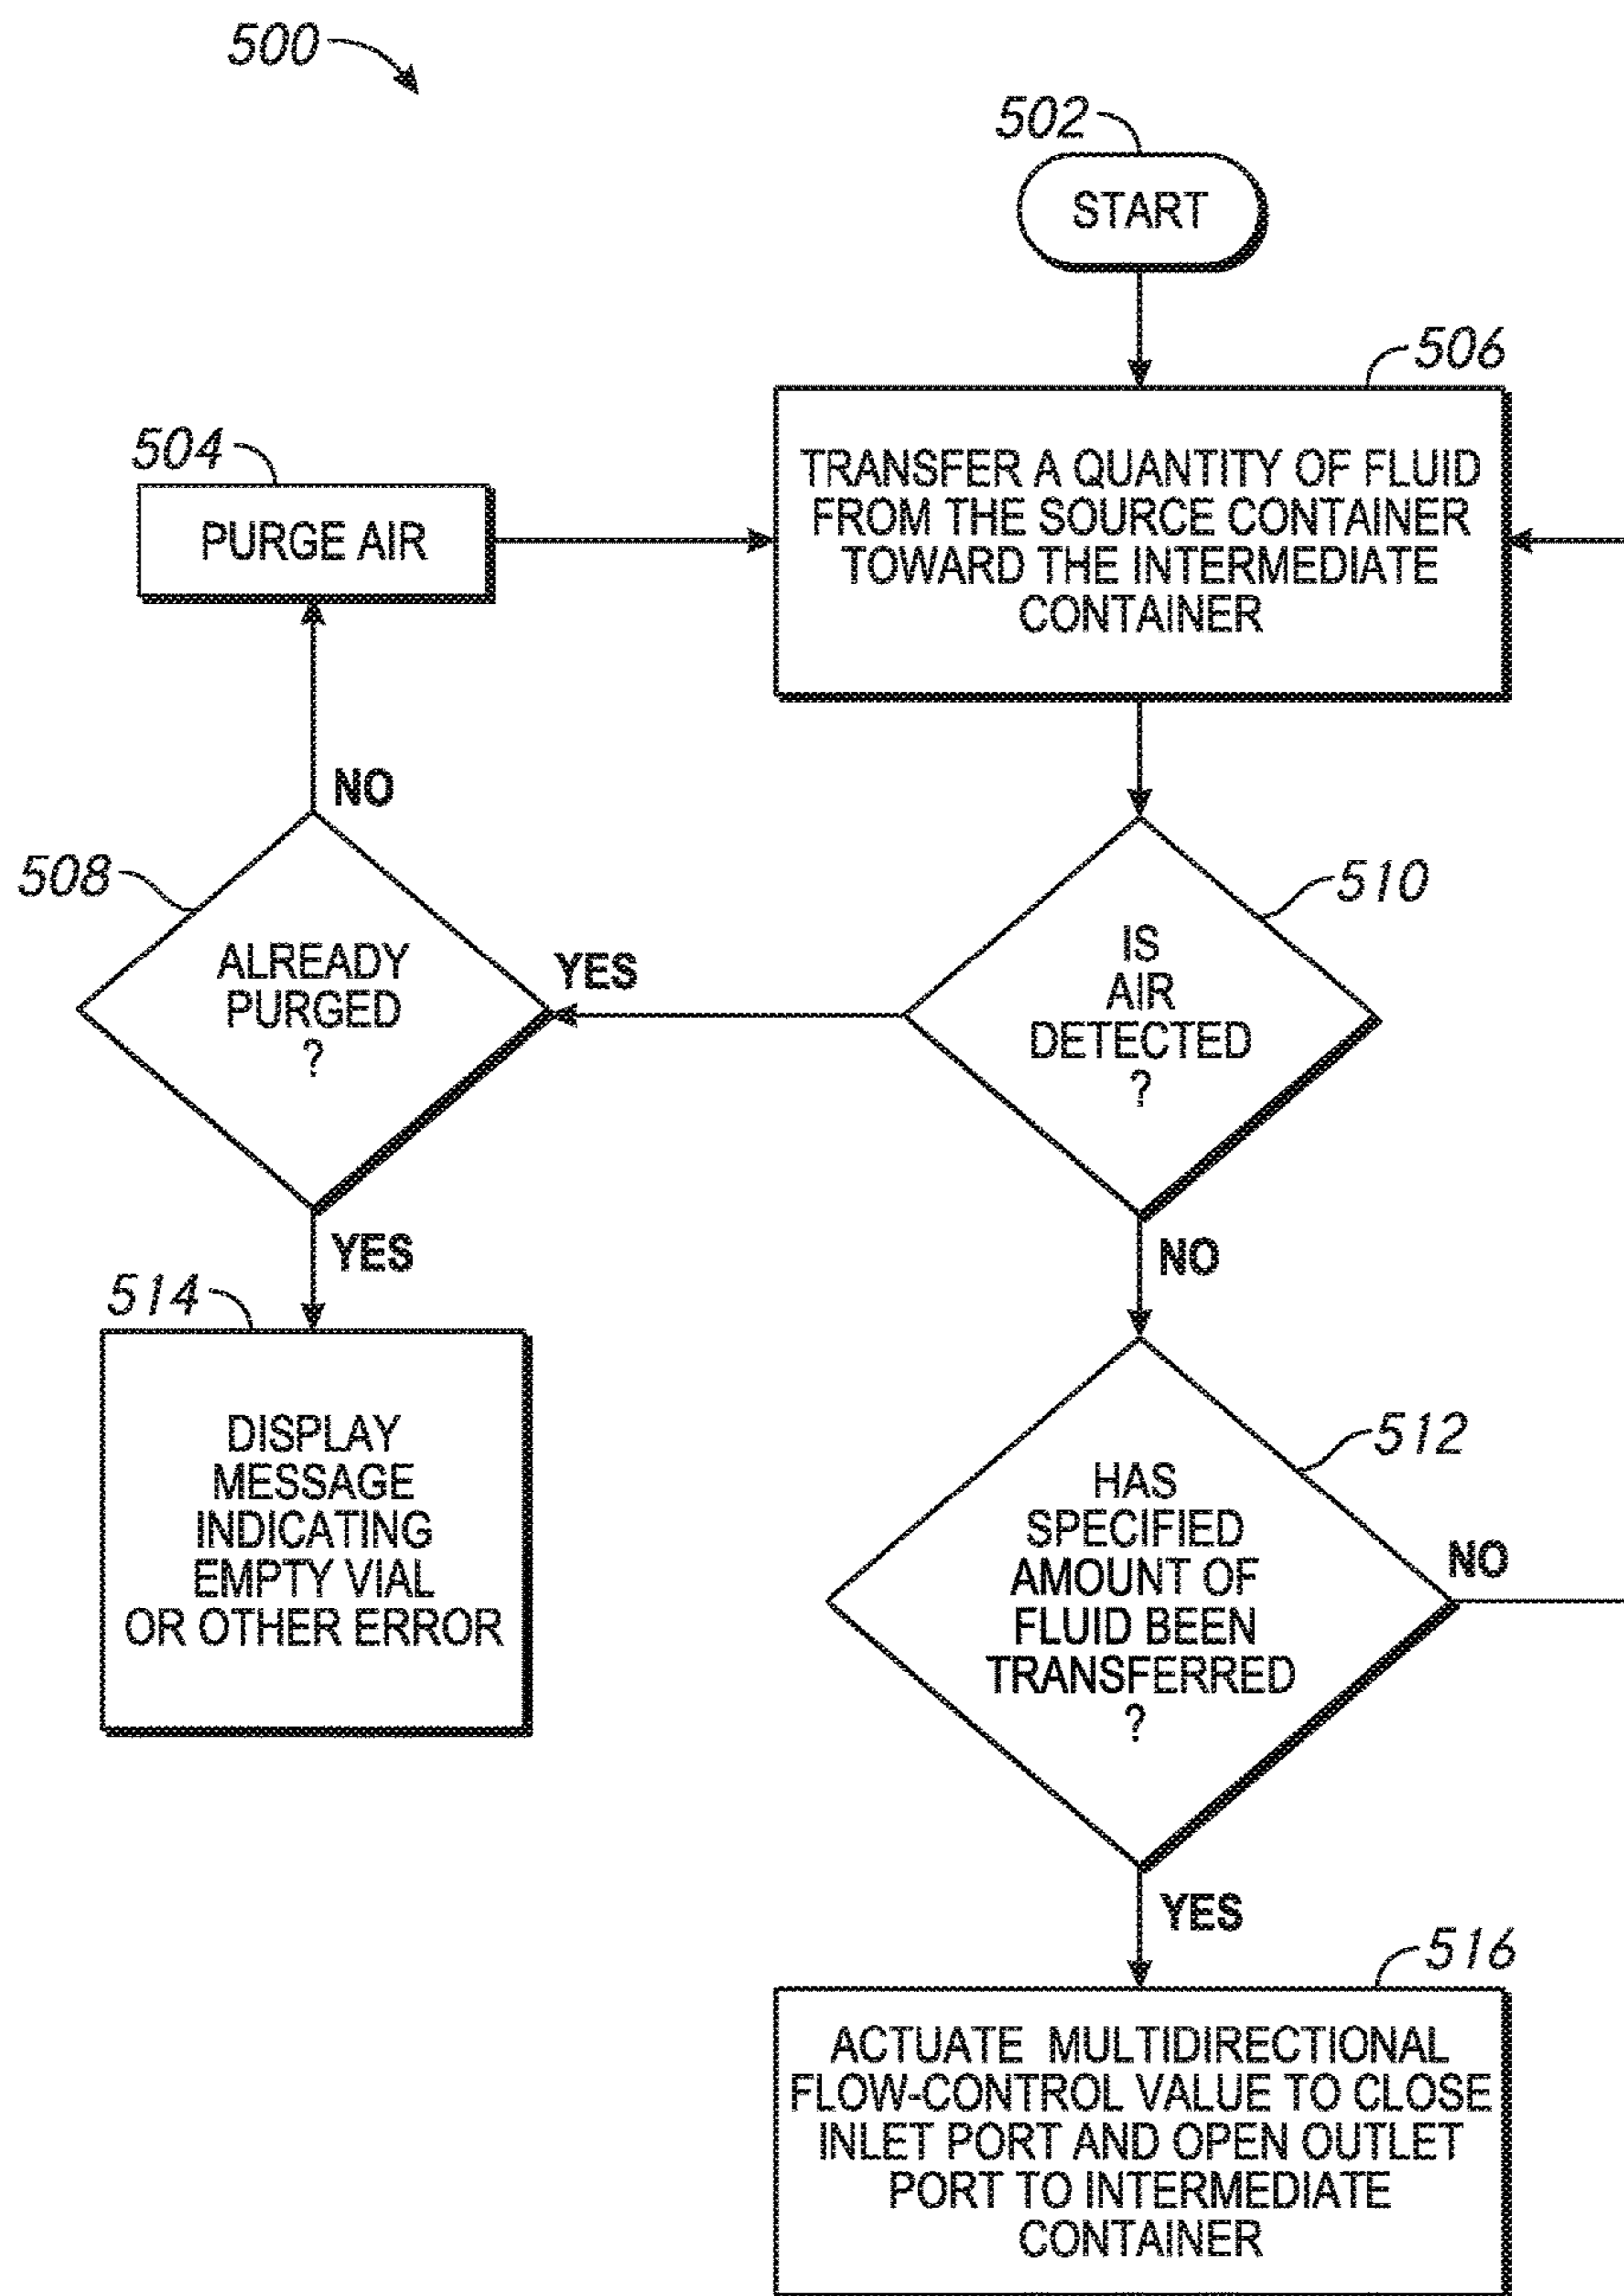 500
502
START
506
TRANSFER A QUANTITY OF FLUID
FROM THE SOURCE CONTAINER
TOWARD THE INTERMEDIATE
CONTAINER
504
PURGE AIR
NO
508
ALREADY
PURGED
?
YES
510
IS
AIR
DETECTED
?
YES
NO
514
DISPLAY
MESSAGE
INDICATING
EMPTY VIAL
OR OTHER ERROR
512
HAS
SPECIFIED
AMOUNT OF
FLUID BEEN
TRANSFERRED
?
NO
YES
516
ACTUATE MULTIDIRECTIONAL
FLOW-CONTROL VALUE TO CLOSE
INLET PORT AND OPEN OUTLET
PORT TO INTERMEDIATE
CONTAINER